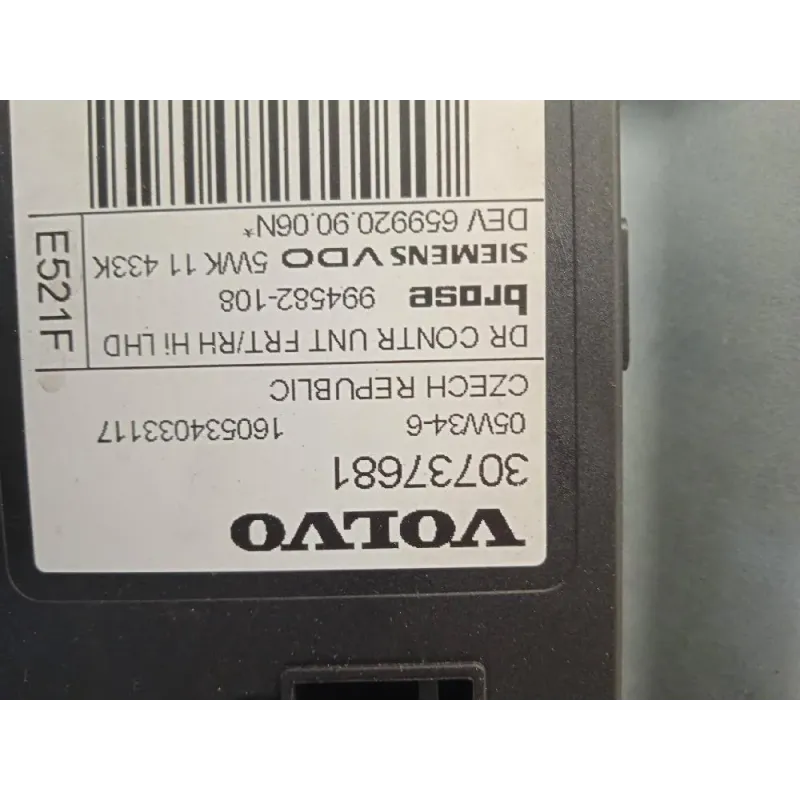 VOLVO
30737681
05W34-6 160534033117
CZECH REPUBLIC
DR CONTR UNT FRT/RH Hi LHD
brose 994582-108
SIEMENS VDO 5WK 11 433K
DEV 659920.90.06N*
E521F